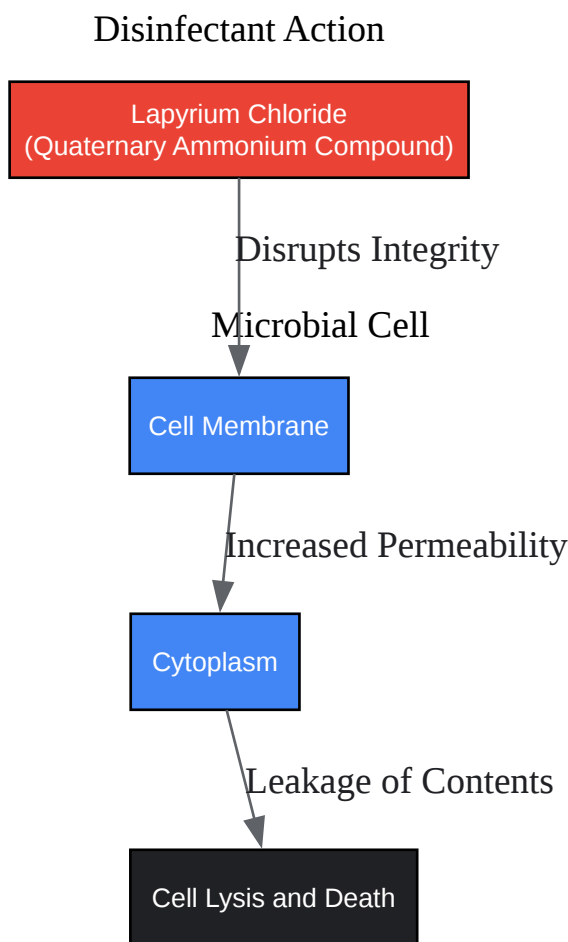 Disinfectant Action
Lapyrium Chloride
(Quaternary Ammonium Compound)
Disrupts Integrity
Microbial Cell
Cell Membrane
Increased Permeability
Cytoplasm
Leakage of Contents
Cell Lysis and Death